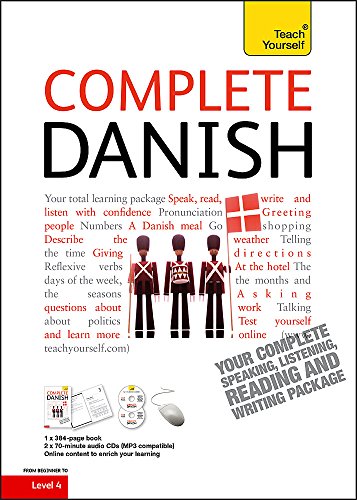 Teach
Yourself
COMPLETE
DANISH
Your total learning package Speak, read, write and
listen with confidence Pronunciation Greeting
people Numbers A Danish meal Go shopping
Describe the weather Telling
the time Giving directions
Reflexive verbs At the hotel The
days of the week, the months and
the seasons Asking
questions about work Talking
about politics Test yourself
and learn more online (by
teachyourself.com)
YOUR COMPLETE
SPEAKING, LISTENING,
READING AND
WRITING PACKAGE
COMPLETE
DANISH
1 x 384-page book
2 x 70-minute audio CDs (MP3 compatible)
Online content to enrich your learning
FROM BEGINNER TO
Level 4